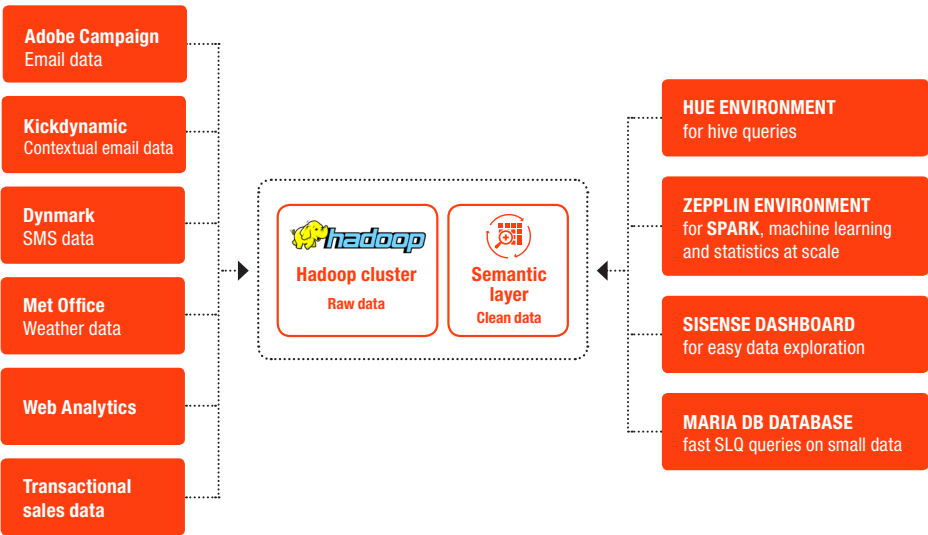 Adobe Campaign
Email data
Kickdynamic
Contextual email data
Dynmark
SMS data
Met Office
Weather data
Web Analytics
Transactional
sales data
hadoop
Hadoop cluster
Raw data
Semantic
layer
Clean data
HUE ENVIRONMENT
for hive queries
ZEPPLIN ENVIRONMENT
for SPARK, machine learning
and statistics at scale
SISENSE DASHBOARD
for easy data exploration
MARIA DB DATABASE
fast SLQ queries on small data